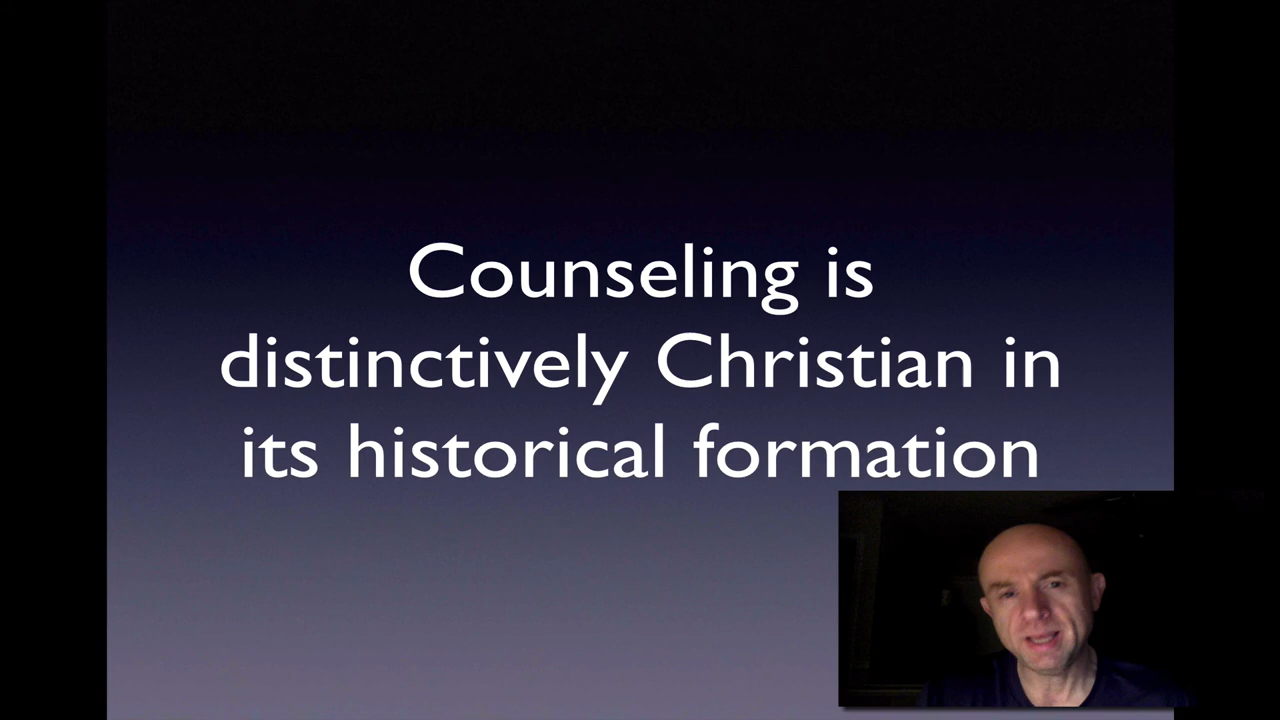 Counseling is
distinctively Christian in
its historical formation